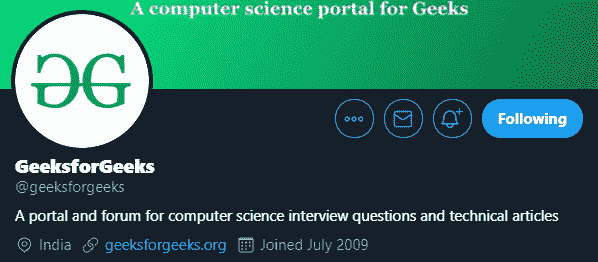 A computer science portal for Geeks
Following
GeeksforGeeks
@geeksforgeeks
A portal and forum for computer science interview questions and technical articles
India geeksforgeeks.org Joined July 2009